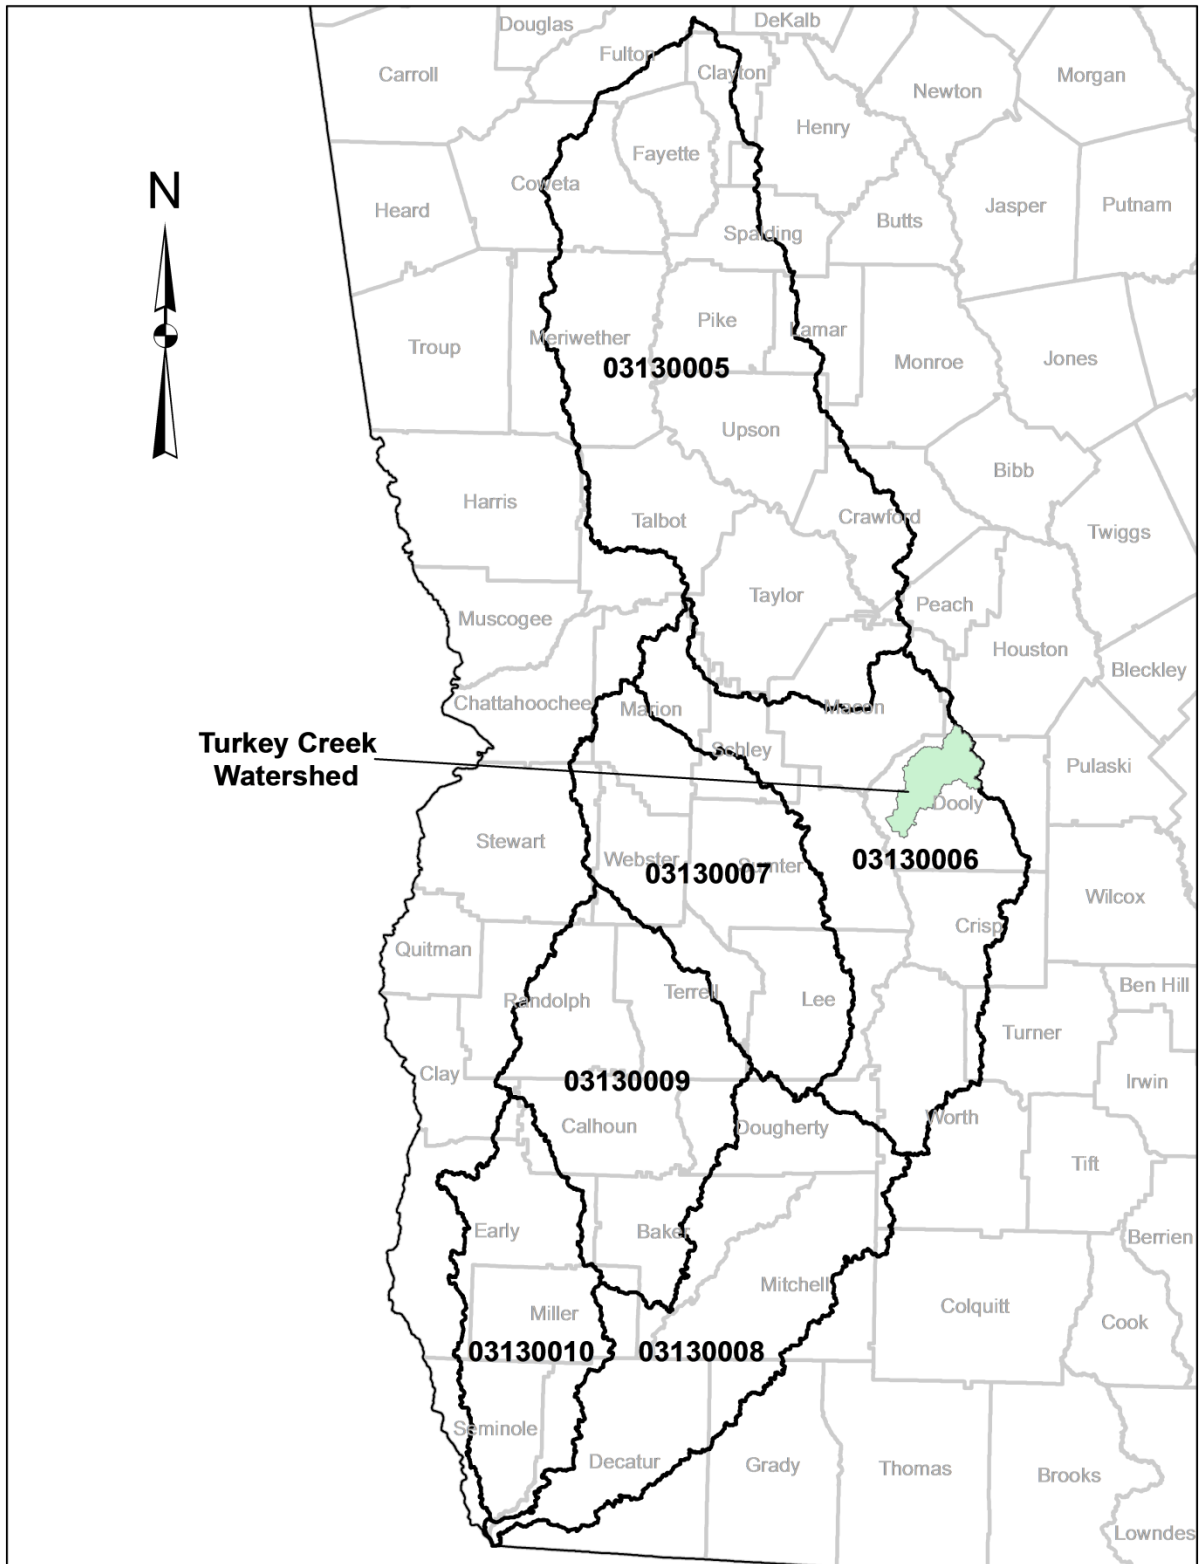 Douglas
DeKalb
Fulton
Carroll
Clayton
Morgan
Newton
Henry
Fayette
N
Coweta
Heard
Jasper
Putnam
Butts
Spalding
Pike
Lamar
Meriwether
Troup
Monroe
Jones
03130005
Upson
Bibb
Harris
Talbot
Crawford
Twiggs
Taylor
Peach
Muscogee
Houston
Bleckley
Chattahoochee
Marion
Macon
Turkey Creek
Watershed
Schley
Pulaski
Dooly
Stewart
Webster
Sumter
03130007
03130006
Wilcox
Crisp
Quitman
Ben Hill
Randolph
Terrell
Lee
Turner
Clay
03130009
Irwin
Calhoun
Dougherty
Worth
Tift
Early
Baker
Berrien
Mitchell
Miller
Colquitt
Cook
03130010
03130008
Seminole
Decatur
Grady
Thomas
Brooks
Lowndes